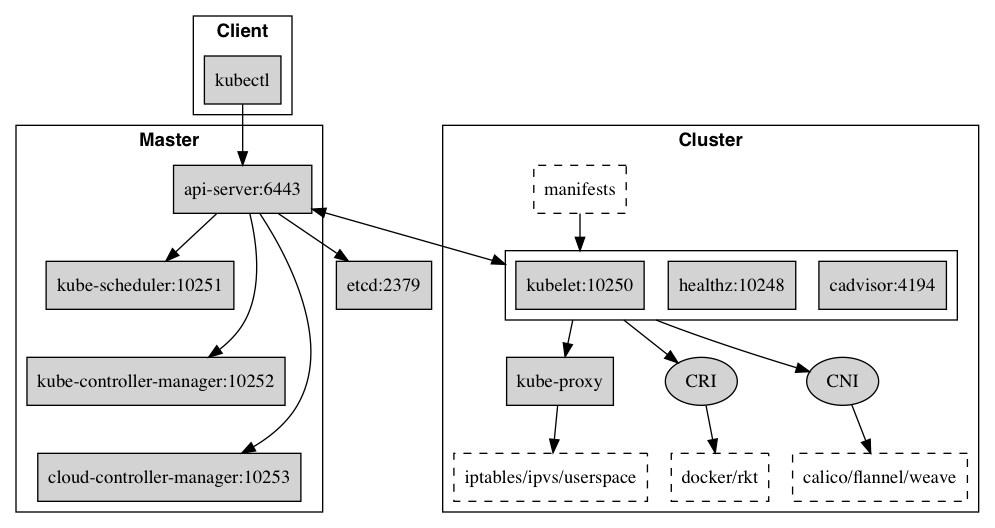 Client
kubectl
Master
api-server:6443
kube-scheduler:10251
etcd:2379
kube-controller-manager:10252
cloud-controller-manager:10253
Cluster
manifests
kubelet:10250
healthz:10248
cadvisor:4194
kube-proxy
CRI
CNI
iptables/ipvs/userspace
docker/rkt
calico/flannel/weave